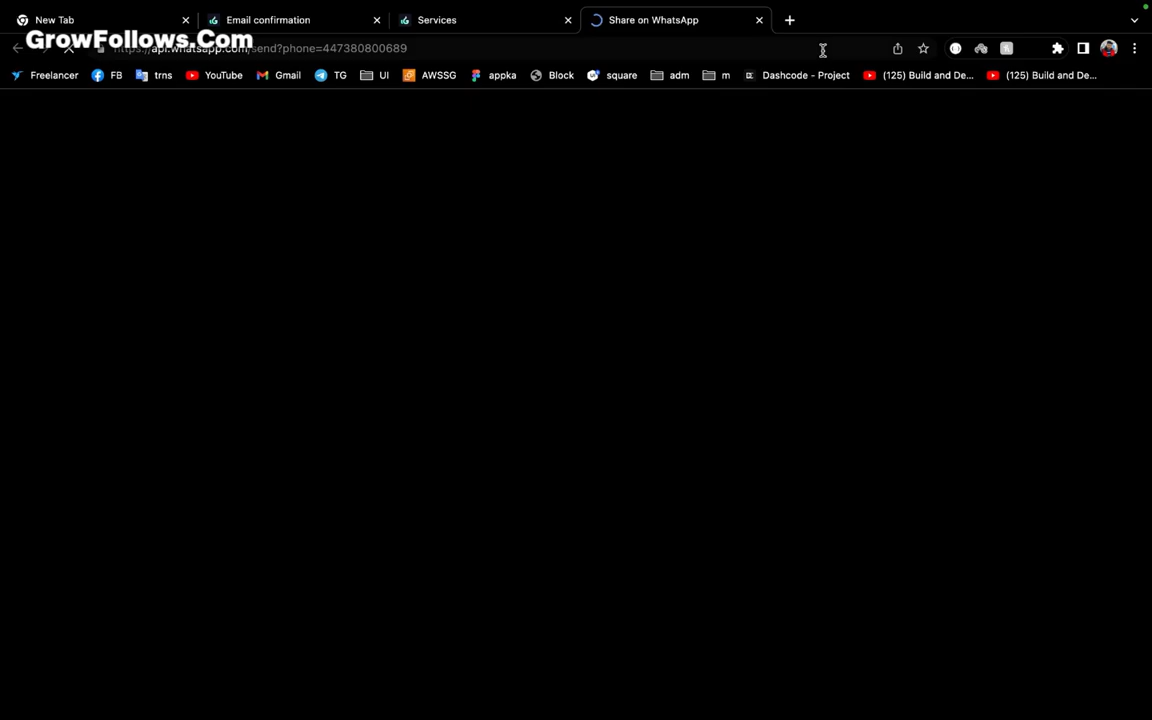 New Tab
Email confirmation
Services
Share on WhatsApp
GrowFollows.Com
https://api.whatsapp.com/send?phone=447380800689
Freelancer FB trns YouTube Gmail TG UI AWSSG appka Block square adm m Dashcode - Project (125) Build and De... (125) Build and De...